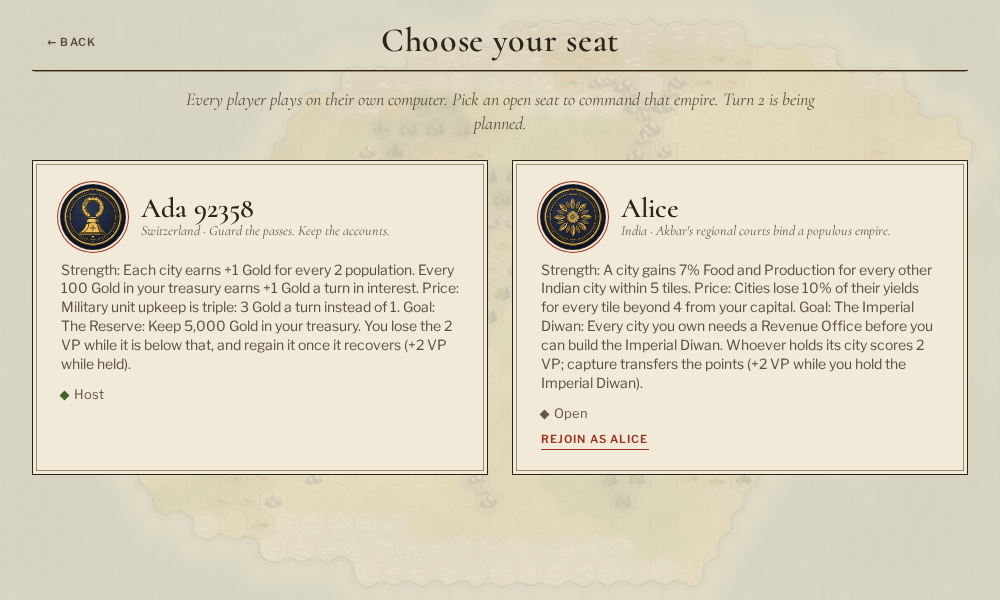 ← BACK
Choose your seat
Every player plays on their own computer. Pick an open seat to command that empire. Turn 2 is being
planned.
Ada 92358
Switzerland · Guard the passes. Keep the accounts.
Strength: Each city earns +1 Gold for every 2 population. Every
100 Gold in your treasury earns +1 Gold a turn in interest. Price:
Military unit upkeep is triple: 3 Gold a turn instead of 1. Goal:
The Reserve: Keep 5,000 Gold in your treasury. You lose the 2
VP while it is below that, and regain it once it recovers (+2 VP
while held).
Host
Alice
India · Akbar's regional courts bind a populous empire.
Strength: A city gains 7% Food and Production for every other
Indian city within 5 tiles. Price: Cities lose 10% of their yields
for every tile beyond 4 from your capital. Goal: The Imperial
Diwan: Every city you own needs a Revenue Office before you
can build the Imperial Diwan. Whoever holds its city scores 2
VP; capture transfers the points (+2 VP while you hold the
Imperial Diwan).
Open
REJOIN AS ALICE